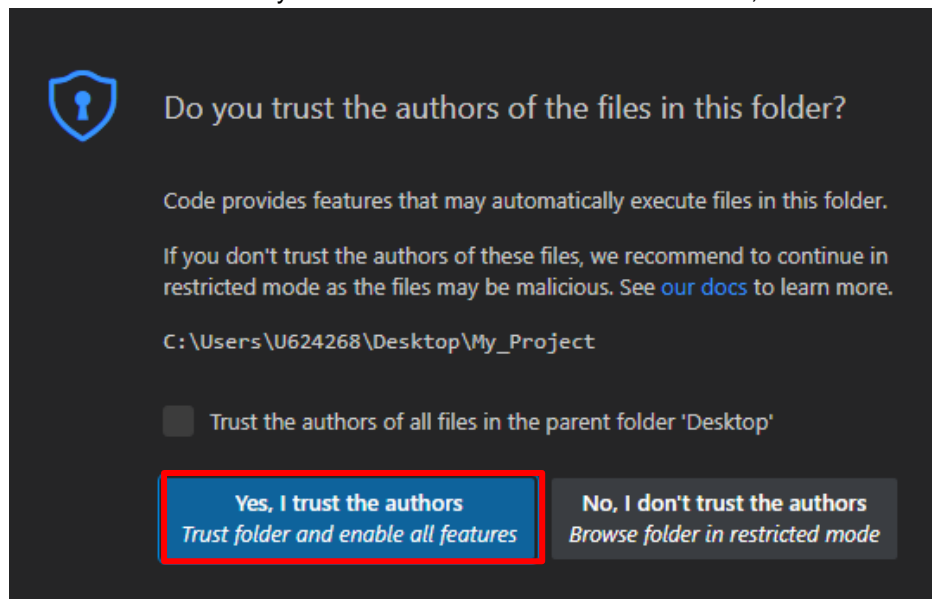 Do you trust the authors of the files in this folder?
Code provides features that may automatically execute files in this folder.
If you don't trust the authors of these files, we recommend to continue in
restricted mode as the files may be malicious. See our docs to learn more.
C:\Users\U624268\Desktop\My_Project
Trust the authors of all files in the parent folder 'Desktop'
Yes, I trust the authors
Trust folder and enable all features
No, I don't trust the authors
Browse folder in restricted mode